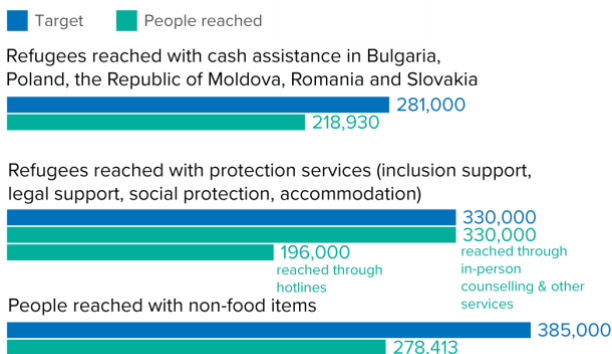 Target People reached
Refugees reached with cash assistance in Bulgaria,
Poland, the Republic of Moldova, Romania and Slovakia
281,000
218,930
Refugees reached with protection services (inclusion support,
legal support, social protection, accommodation)
330,000
330,000
reached through
in-person
counselling & other
services
196,000
reached through
hotlines
People reached with non-food items
385,000
278,413